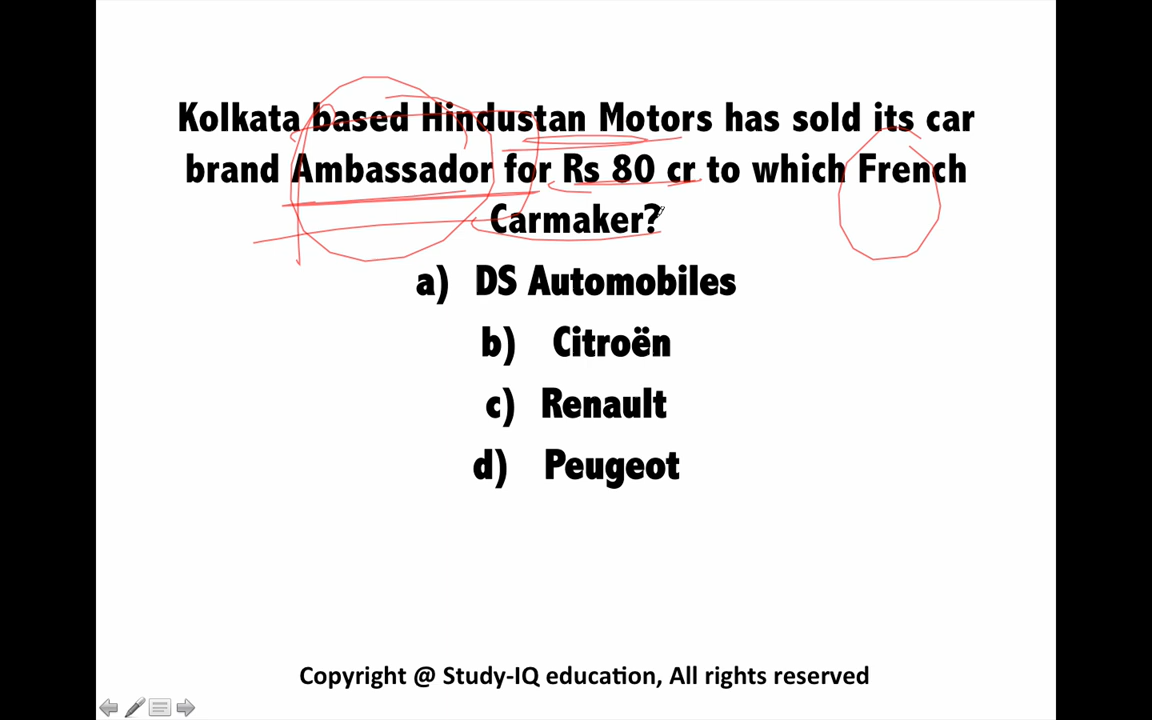 Kolkata based Hindustan Motors has sold its car
brand Ambassador for Rs 80 cr to which French
Carmaker?
a) DS Automobiles
b) Citroën
c) Renault
d) Peugeot
Copyright @ Study-IQ education, All rights reserved